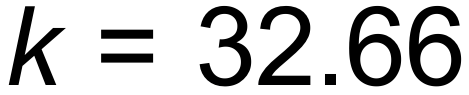 k = 32.66